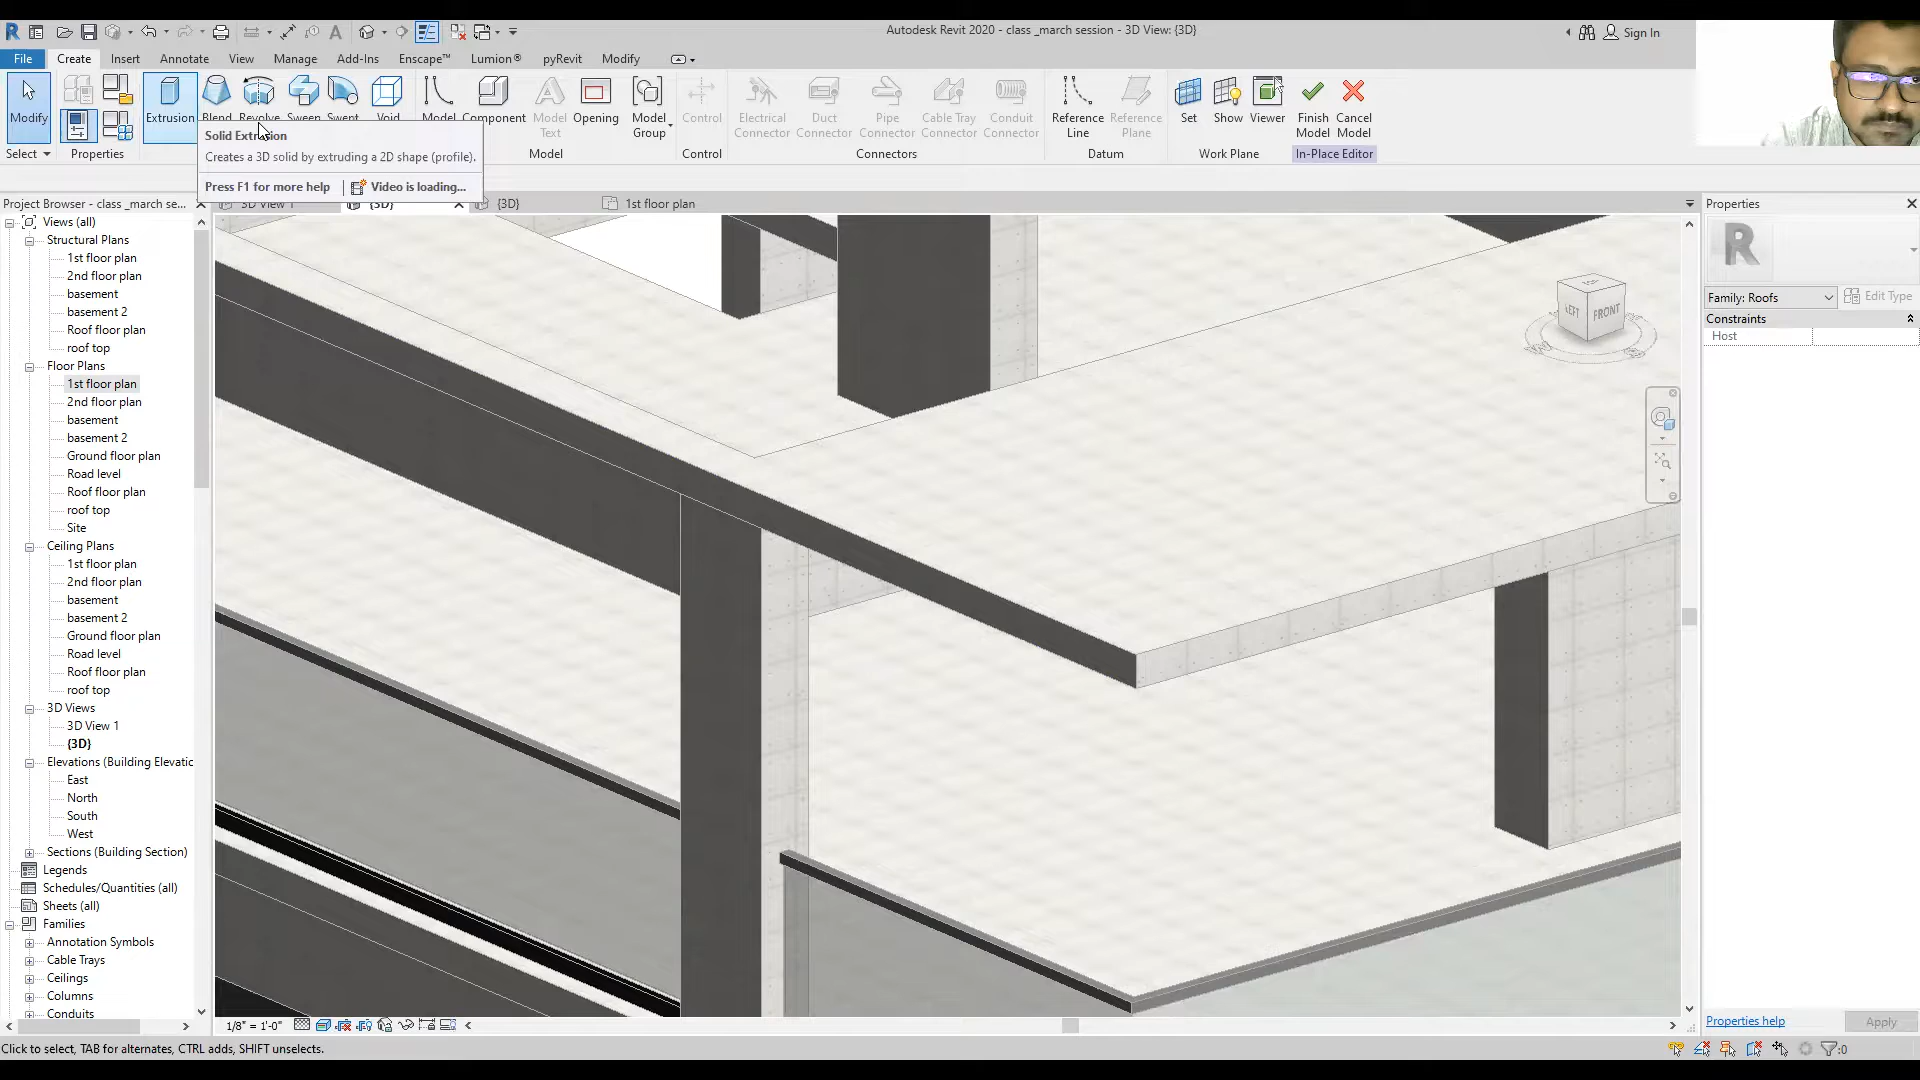 Autodesk Revit 2020 - class _march session - 3D View: {3D}
Sign In
File Create Insert Annotate View Manage Add-Ins Enscape™ Lumion® pyRevit Modify
Modify
Extrusion Blend Revolve Sweep Swept Void
Model Component Model Text Opening Model Group
Control
Electrical Connector Duct Connector Pipe Connector Cable Tray Connector Conduit Connector
Reference Line Reference Plane
Set Show Viewer Finish Model Cancel Model
Select Properties Model Control Connectors Datum Work Plane In-Place Editor
Solid Extrusion
Creates a 3D solid by extruding a 2D shape (profile).
Press F1 for more help Video is loading...
Project Browser - class _march se...
3D View 1 {3D} {3D} 1st floor plan
Properties
Views (all)
Structural Plans
1st floor plan
2nd floor plan
basement
basement 2
Roof floor plan
roof top
Floor Plans
1st floor plan
2nd floor plan
basement
basement 2
Ground floor plan
Road level
Roof floor plan
roof top
Site
Ceiling Plans
1st floor plan
2nd floor plan
basement
basement 2
Ground floor plan
Road level
Roof floor plan
roof top
3D Views
3D View 1
{3D}
Elevations (Building Elevatic
East
North
South
West
Sections (Building Section)
Legends
Schedules/Quantities (all)
Sheets (all)
Families
Annotation Symbols
Cable Trays
Ceilings
Columns
Conduits
LEFT FRONT
R
Family: Roofs Edit Type
Constraints
Host
Properties help Apply
1/8" = 1'-0"
Click to select, TAB for alternates, CTRL adds, SHIFT unselects.
:0